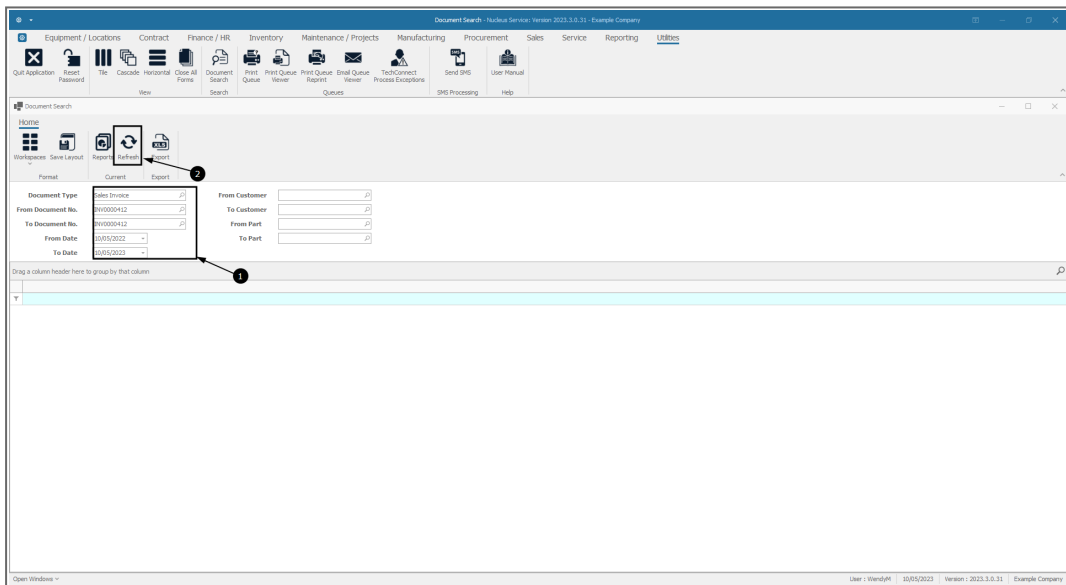 Document Search - Nucleus Service: Version 2023.3.0.31 - Example Company
Equipment / Locations Contract Finance / HR Inventory Maintenance / Projects Manufacturing Procurement Sales Service Reporting Utilities
Quit Application Reset Password Tile Cascade Horizontal Close All Forms Document Search Print Queue Print Queue Viewer Print Queue Reprint Email Queue Viewer TechConnect Process Exceptions SMS Send SMS User Manual
View Search Queues SMS Processing Help
Document Search
Home
Workspaces Save Layout Reports Refresh XLS Export
2
Format Current Export
Document Type Sales Invoice From Customer
From Document No. INV0000412 To Customer
To Document No. INV0000412 From Part
From Date 10/05/2022 To Part
To Date 10/05/2023
1
Drag a column header here to group by that column
Open Windows User : WendyM 10/05/2023 Version : 2023.3.0.31 Example Company